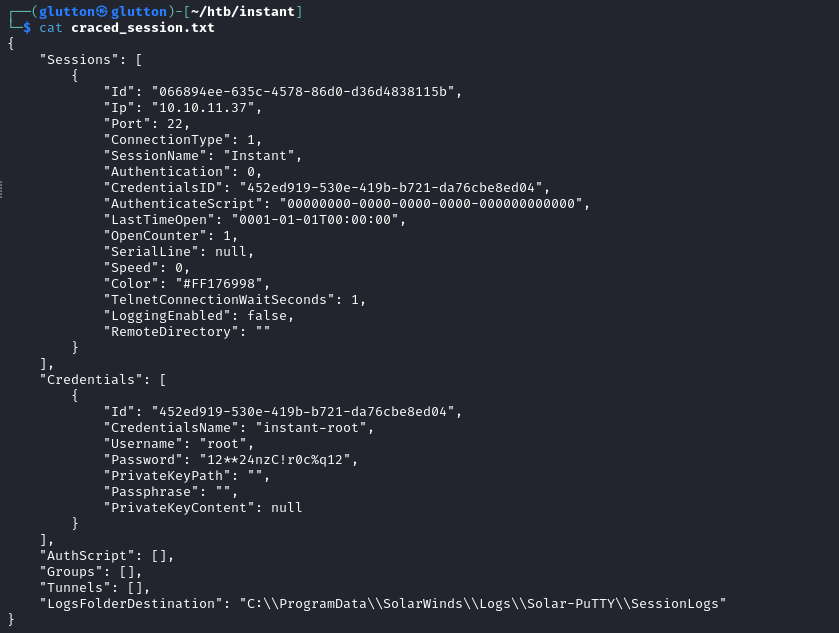 ┌──(glutton㉿glutton)-[~/htb/instant]
└─$ cat craced_session.txt
{
    "Sessions": [
        {
            "Id": "066894ee-635c-4578-86d0-d36d4838115b",
            "Ip": "10.10.11.37",
            "Port": 22,
            "ConnectionType": 1,
            "SessionName": "Instant",
            "Authentication": 0,
            "CredentialsID": "452ed919-530e-419b-b721-da76cbe8ed04",
            "AuthenticateScript": "00000000-0000-0000-0000-000000000000",
            "LastTimeOpen": "0001-01-01T00:00:00",
            "OpenCounter": 1,
            "SerialLine": null,
            "Speed": 0,
            "Color": "#FF176998",
            "TelnetConnectionWaitSeconds": 1,
            "LoggingEnabled": false,
            "RemoteDirectory": ""
        }
    ],
    "Credentials": [
        {
            "Id": "452ed919-530e-419b-b721-da76cbe8ed04",
            "CredentialsName": "instant-root",
            "Username": "root",
            "Password": "12**24nzC!r0c%q12",
            "PrivateKeyPath": "",
            "Passphrase": "",
            "PrivateKeyContent": null
        }
    ],
    "AuthScript": [],
    "Groups": [],
    "Tunnels": [],
    "LogsFolderDestination": "C:\\ProgramData\\SolarWinds\\Logs\\Solar-PuTTY\\SessionLogs"
}